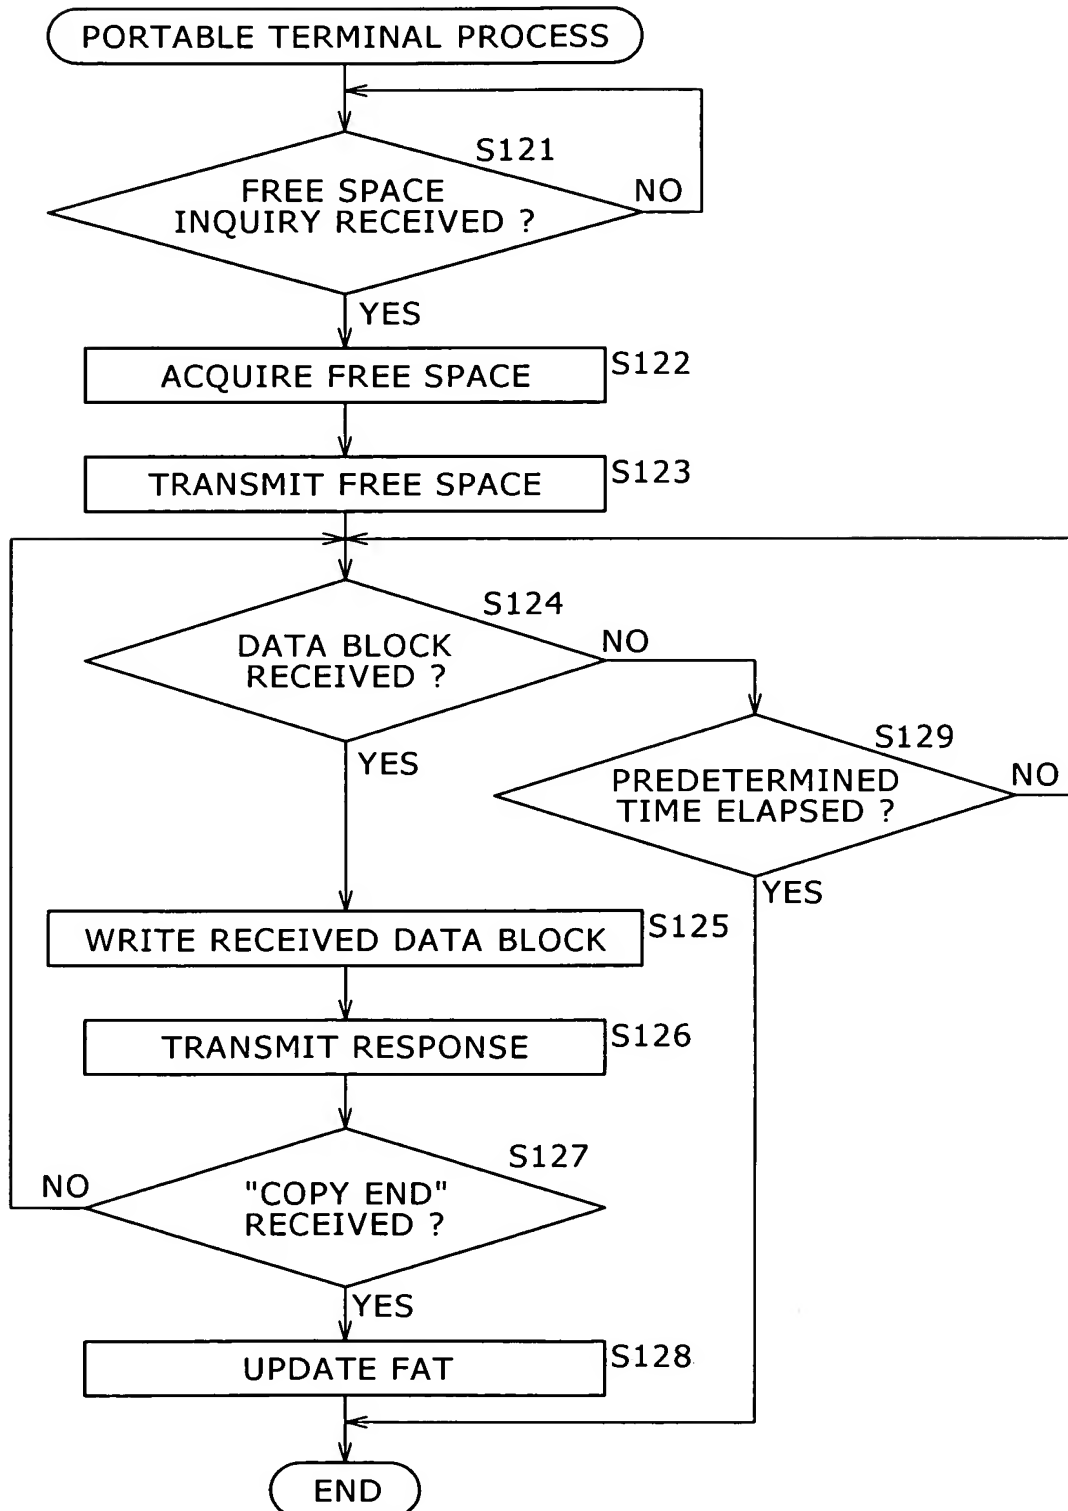 PORTABLE TERMINAL PROCESS
S121
FREE SPACE
INQUIRY RECEIVED ?
NO
YES
ACQUIRE FREE SPACE
S122
TRANSMIT FREE SPACE
S123
S124
DATA BLOCK
RECEIVED ?
NO
YES
S129
PREDETERMINED
TIME ELAPSED ?
NO
YES
WRITE RECEIVED DATA BLOCK
S125
TRANSMIT RESPONSE
S126
S127
"COPY END"
RECEIVED ?
NO
YES
UPDATE FAT
S128
END